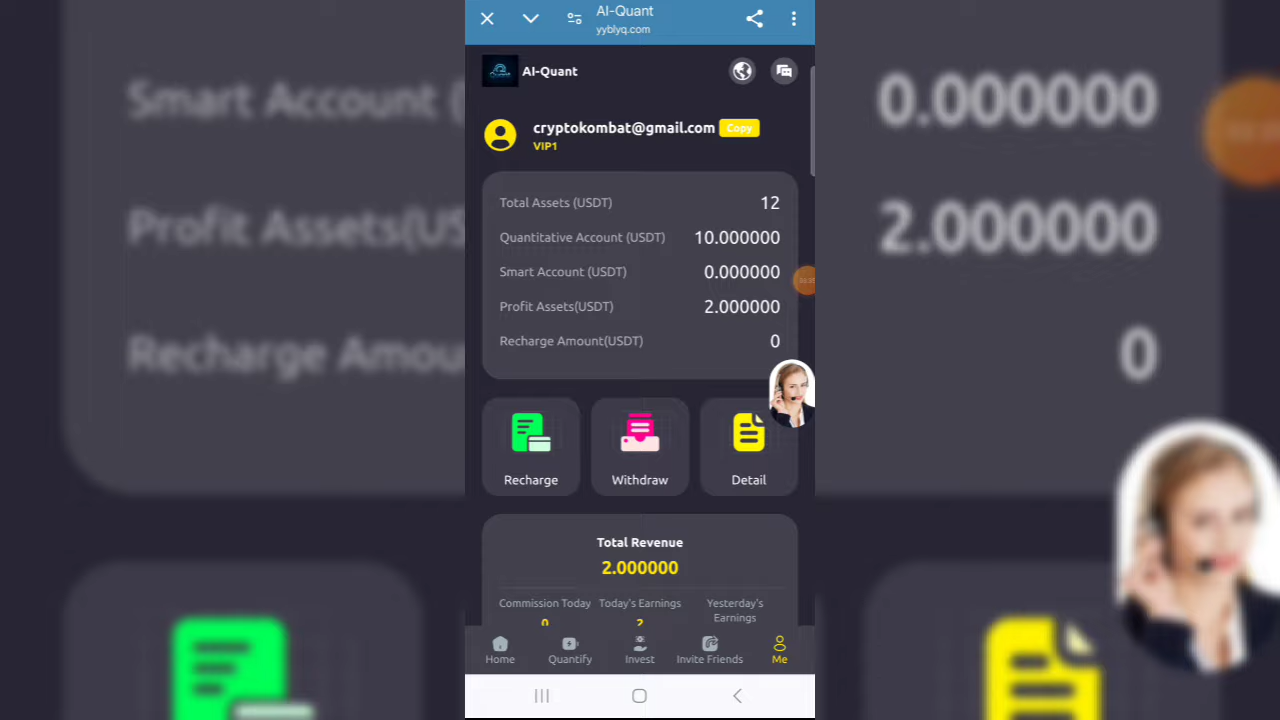 AI-Quant
yyblyq.com
AI-Quant
cryptokombat@gmail.com Copy
VIP1
Total Assets (USDT) 12
Quantitative Account (USDT) 10.000000
Smart Account (USDT) 0.000000
Profit Assets(USDT) 2.000000
Recharge Amount(USDT) 0
Recharge Withdraw Detail
Total Revenue
2.000000
Commission Today Today's Earnings Yesterday's Earnings
0 2
Home Quantify Invest Invite Friends Me
Smart Account ( 0.000000
Profit Assets(US 2.000000
Recharge Amou 0